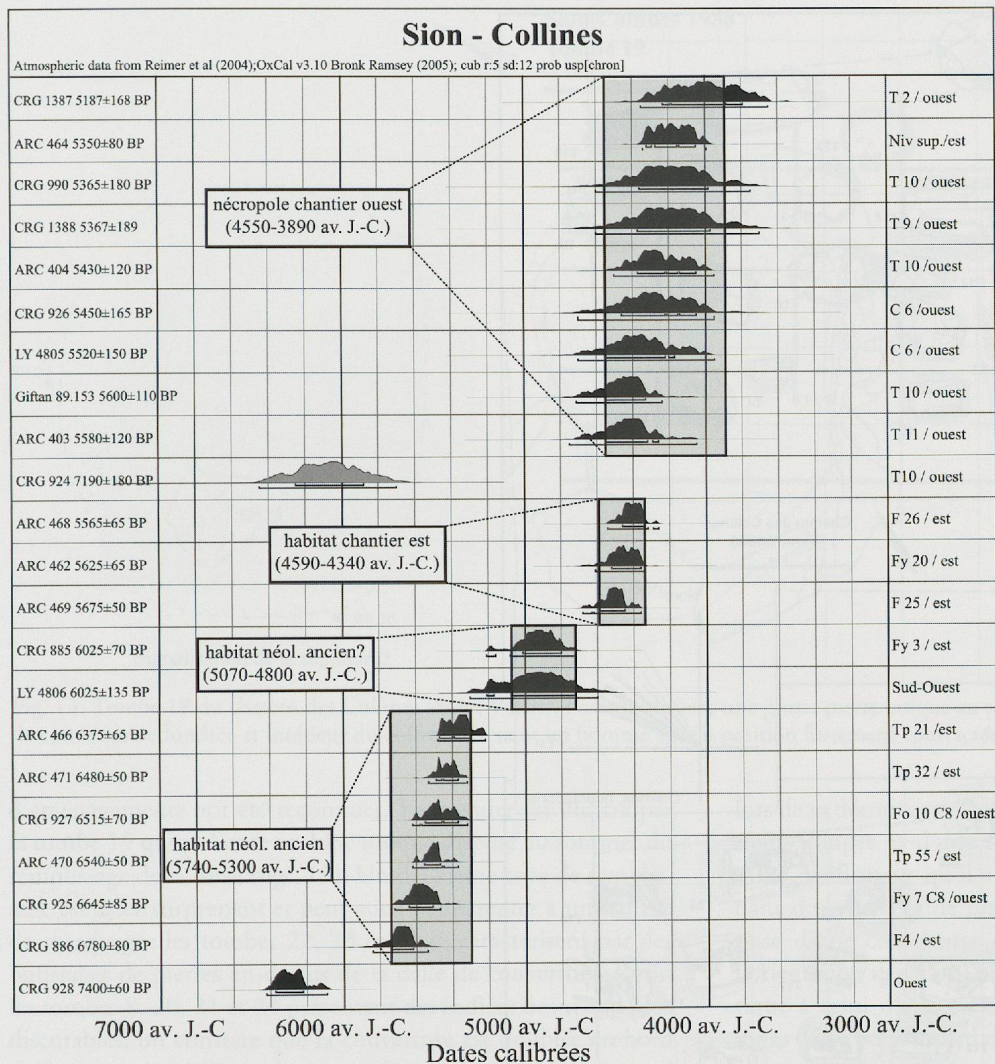 Sion - Collines
Atmospheric data from Reimer et al (2004);OxCal v3.10 Bronk Ramsey (2005); cub r:5 sd:12 prob usp[chron]
CRG 1387 5187±168 BP
T 2 / ouest
ARC 464 5350±80 BP
Niv sup./est
CRG 990 5365±180 BP
T 10 / ouest
nécropole chantier ouest
(4550-3890 av. J.-C.)
CRG 1388 5367±189
T 9 / ouest
ARC 404 5430±120 BP
T 10 /ouest
CRG 926 5450±165 BP
C 6 /ouest
LY 4805 5520±150 BP
C 6 / ouest
Giftan 89.153 5600±110 BP
T 10 / ouest
ARC 403 5580±120 BP
T 11 / ouest
CRG 924 7190±180 BP
T10 / ouest
ARC 468 5565±65 BP
F 26 / est
habitat chantier est
(4590-4340 av. J.-C.)
ARC 462 5625±65 BP
Fy 20 / est
ARC 469 5675±50 BP
F 25 / est
CRG 885 6025±70 BP
Fy 3 / est
habitat néol. ancien?
(5070-4800 av. J.-C.)
LY 4806 6025±135 BP
Sud-Ouest
ARC 466 6375±65 BP
Tp 21 /est
ARC 471 6480±50 BP
Tp 32 / est
CRG 927 6515±70 BP
Fo 10 C8 /ouest
habitat néol. ancien
(5740-5300 av. J.-C.)
ARC 470 6540±50 BP
Tp 55 / est
CRG 925 6645±85 BP
Fy 7 C8 /ouest
CRG 886 6780±80 BP
F4 / est
CRG 928 7400±60 BP
Ouest
7000 av. J.-C
6000 av. J.-C.
5000 av. J.-C
4000 av. J.-C
3000 av. J.-C
Dates calibrées